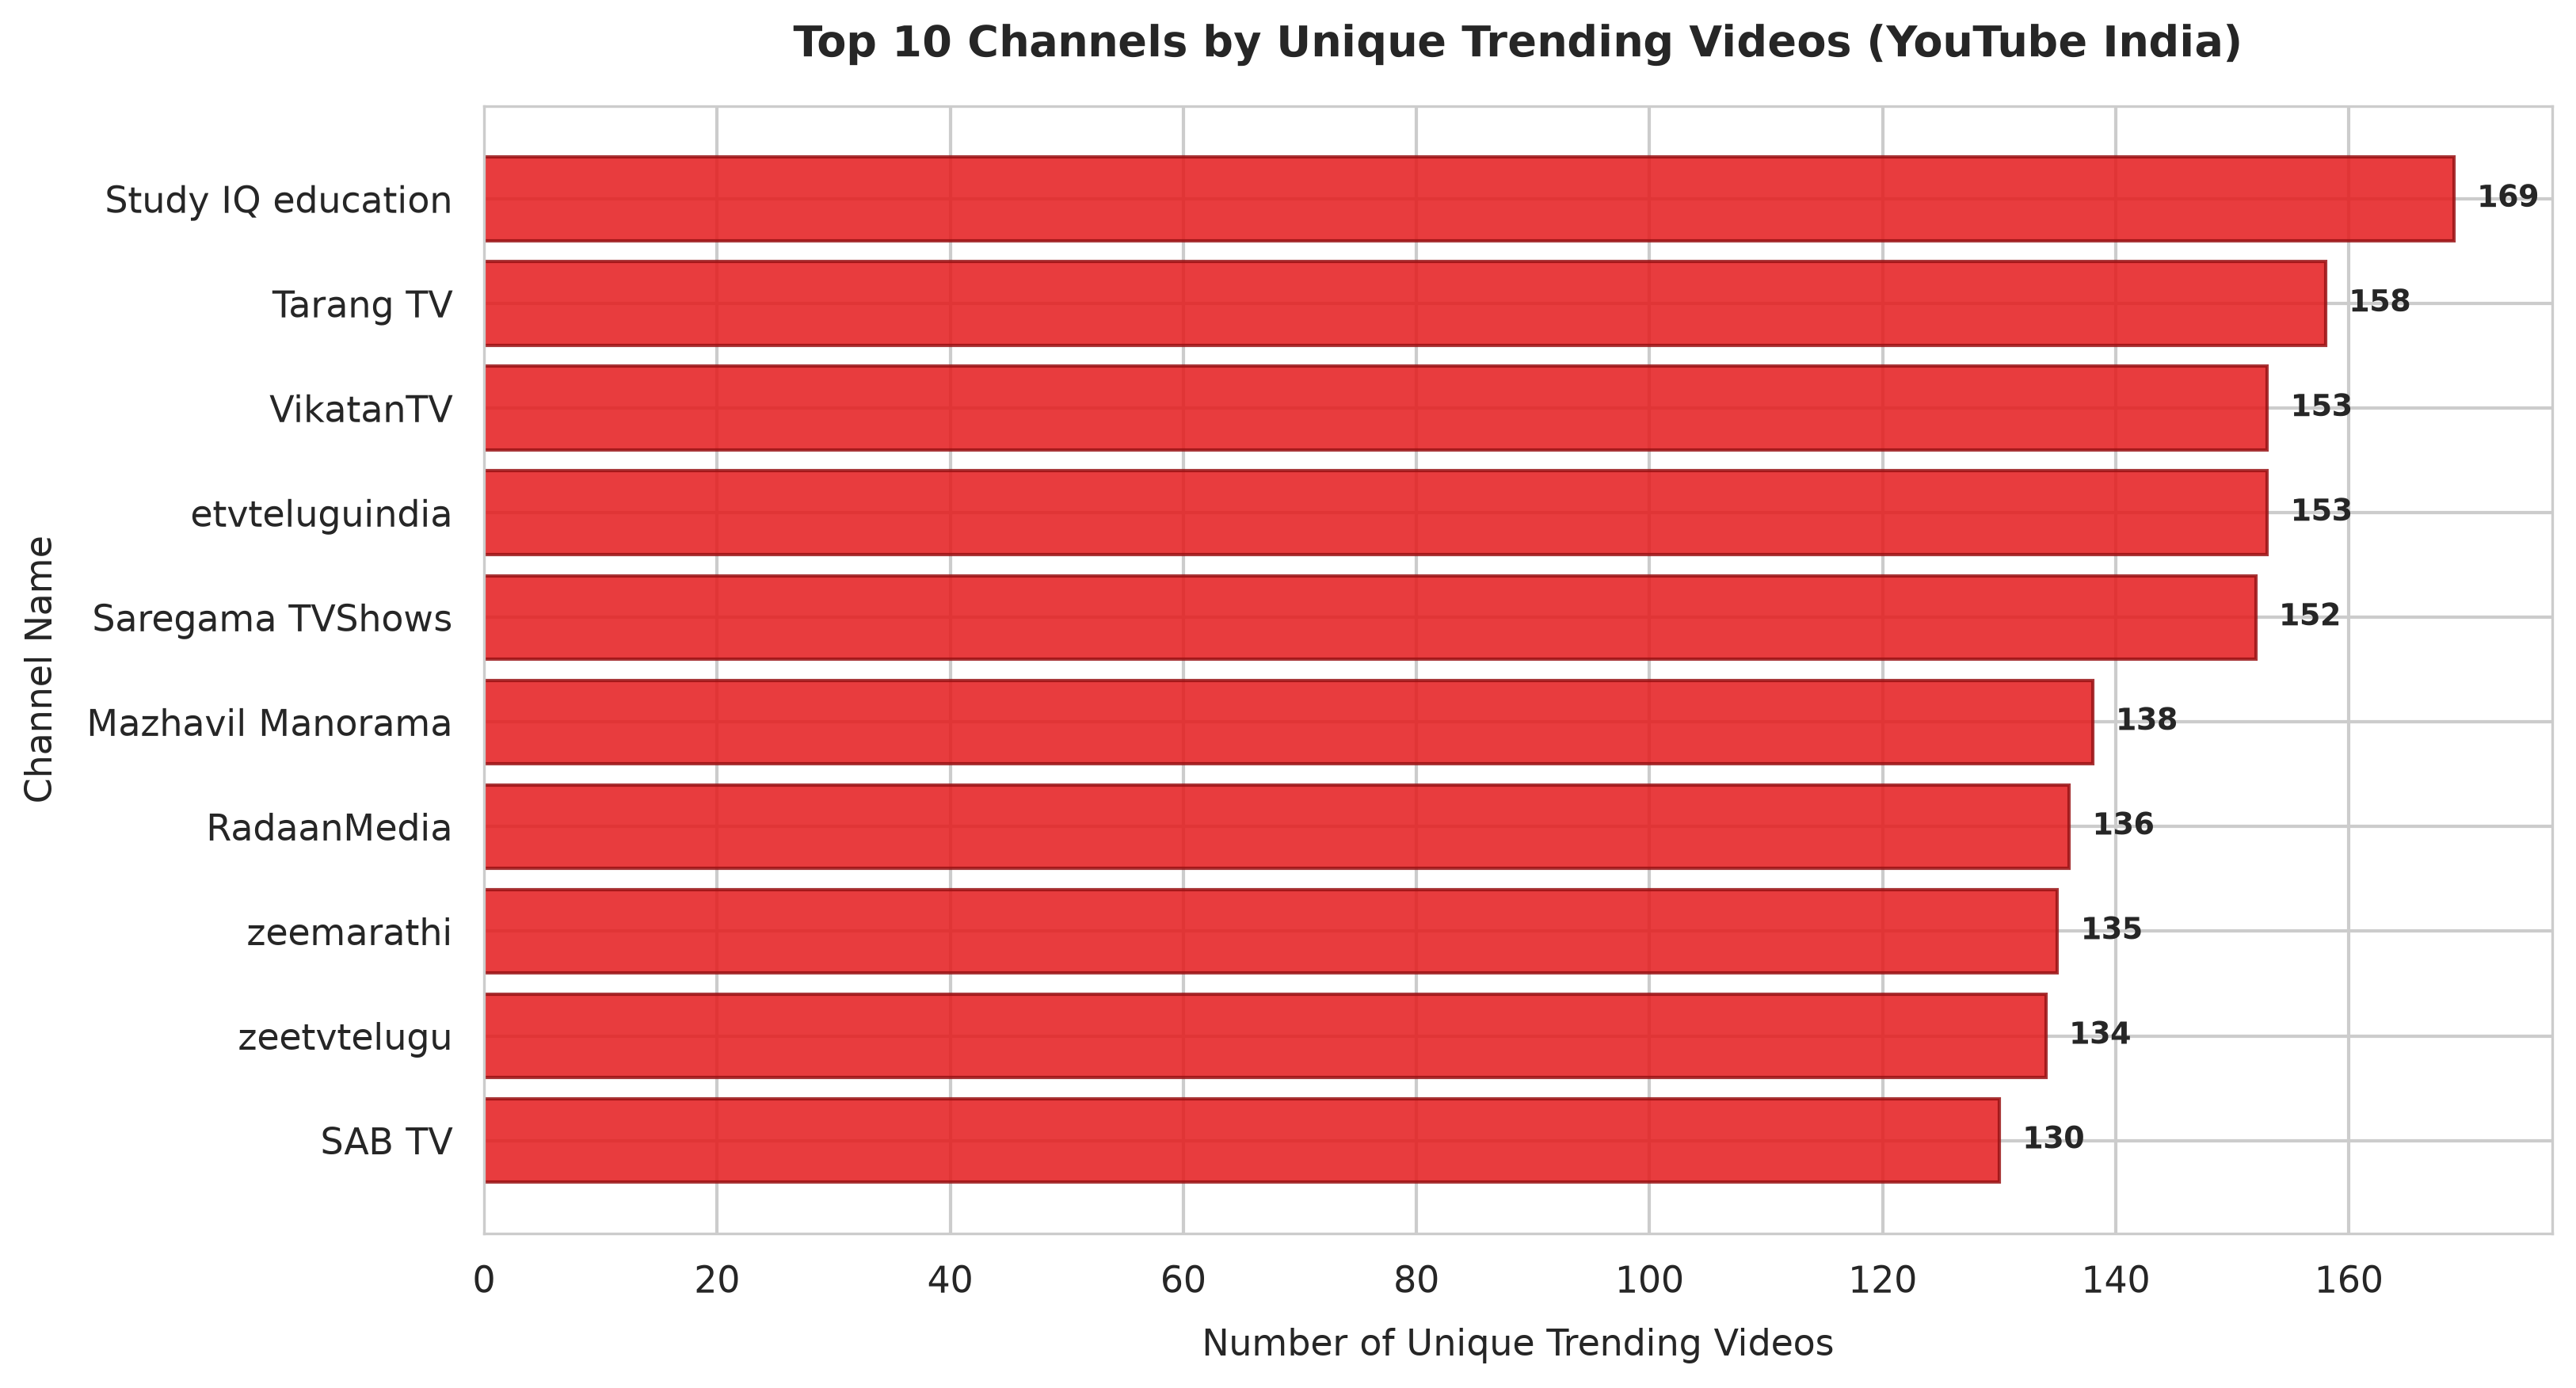 Top 10 Channels by Unique Trending Videos (YouTube India)
Channel Name
Study IQ education 169
Tarang TV 158
VikatanTV 153
etvteluguindia 153
Saregama TVShows 152
Mazhavil Manorama 138
RadaanMedia 136
zeemarathi 135
zeetvtelugu 134
SAB TV 130
0 20 40 60 80 100 120 140 160
Number of Unique Trending Videos